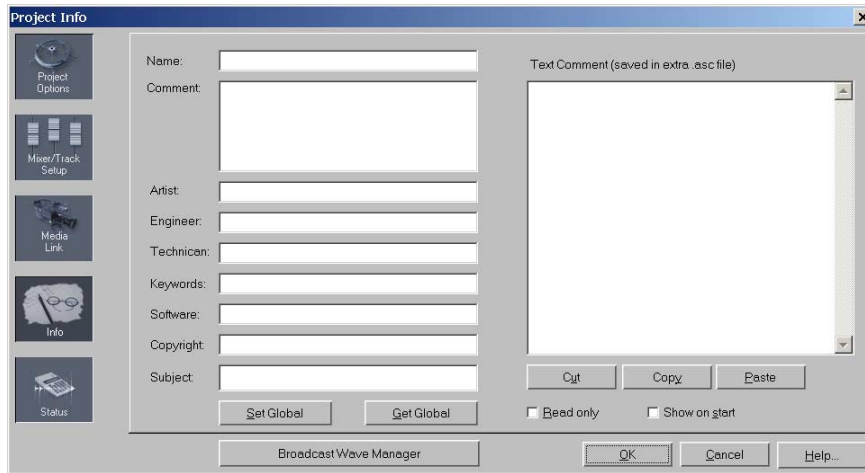 Project Info
Project
Options
Mixer/Track
Setup
Media
Link
Info
Status
Name:
Comment:
Artist:
Engineer:
Technican:
Keywords:
Software:
Copyright:
Subject:
Set Global
Get Global
Text Comment (saved in extra .asc file)
Cut
Copy
Paste
Read only
Show on start
Broadcast Wave Manager
OK
Cancel
Help...